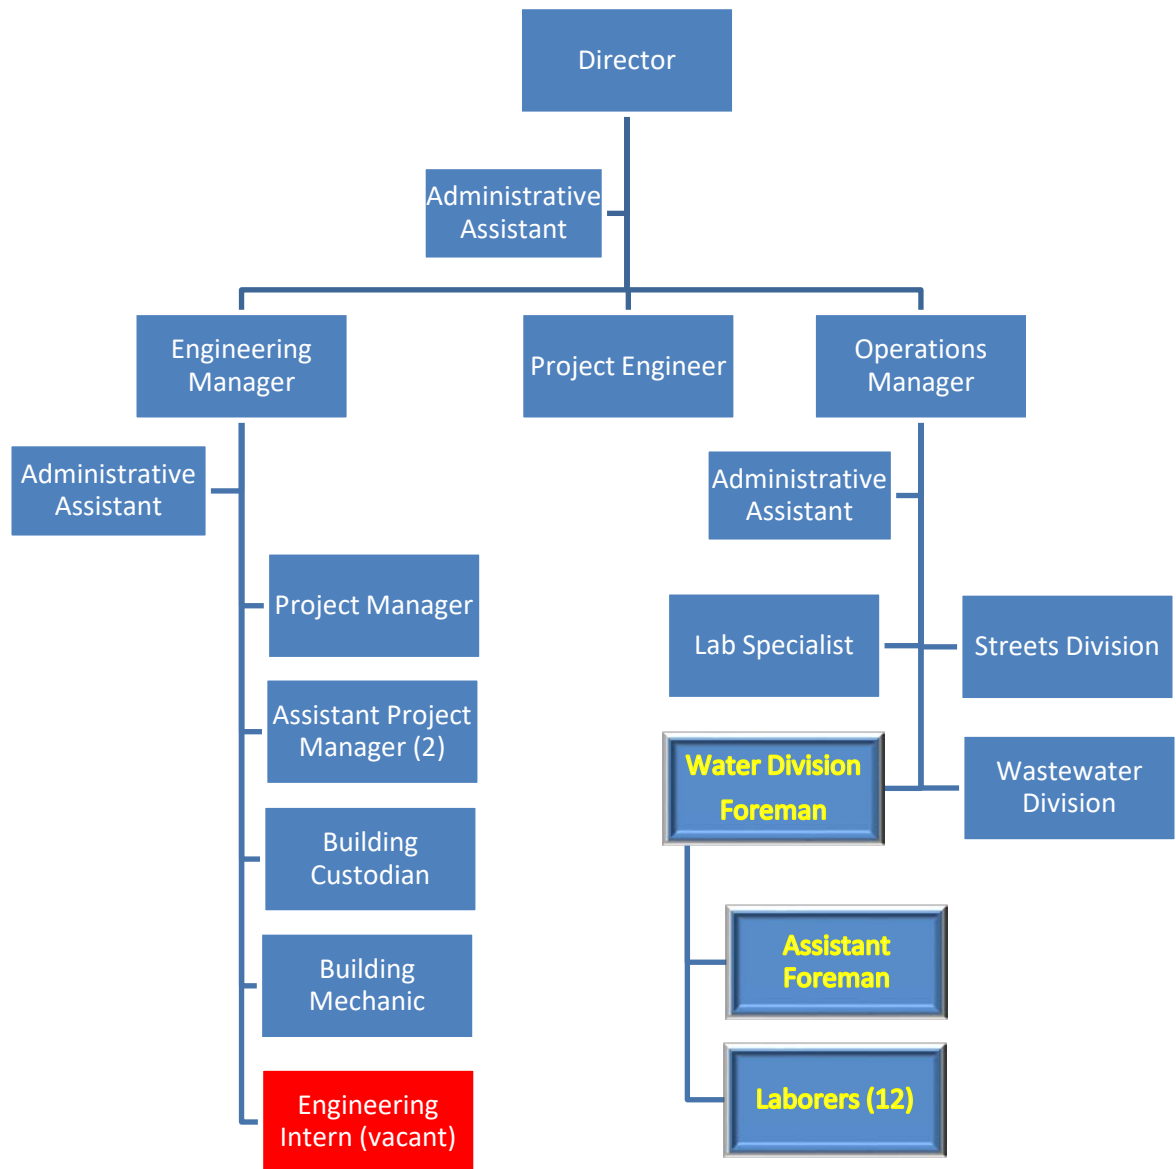 Director
Administrative
Assistant
Engineering
Manager
Project Engineer
Operations
Manager
Administrative
Assistant
Administrative
Assistant
Project Manager
Lab Specialist
Streets Division
Assistant Project
Manager (2)
Water Division
Foreman
Wastewater
Division
Building
Custodian
Assistant
Foreman
Building
Mechanic
Laborers (12)
Engineering
Intern (vacant)